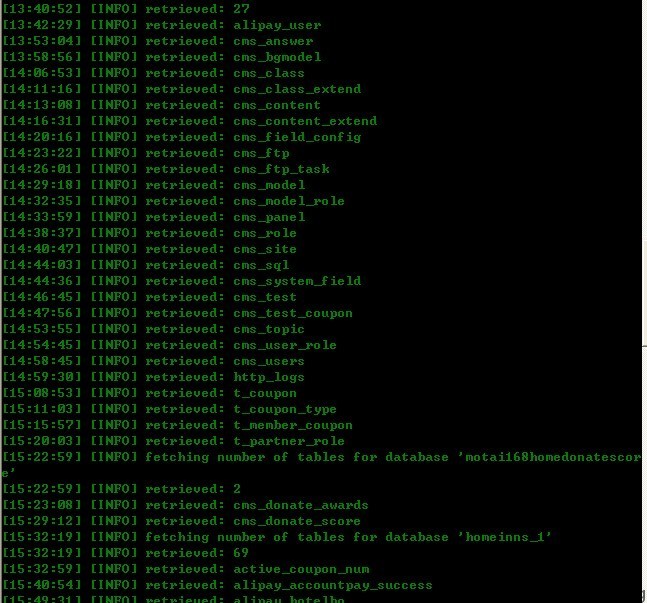 [13:40:52] [INFO] retrieved: 27
[13:42:29] [INFO] retrieved: alipay_user
[13:53:04] [INFO] retrieved: cms_answer
[13:58:56] [INFO] retrieved: cms_bgmodel
[14:06:53] [INFO] retrieved: cms_class
[14:11:16] [INFO] retrieved: cms_class_extend
[14:13:08] [INFO] retrieved: cms_content
[14:16:31] [INFO] retrieved: cms_content_extend
[14:20:16] [INFO] retrieved: cms_field_config
[14:23:22] [INFO] retrieved: cms_ftp
[14:26:01] [INFO] retrieved: cms_ftp_task
[14:29:18] [INFO] retrieved: cms_model
[14:32:35] [INFO] retrieved: cms_model_role
[14:33:59] [INFO] retrieved: cms_panel
[14:38:37] [INFO] retrieved: cms_role
[14:40:47] [INFO] retrieved: cms_site
[14:44:03] [INFO] retrieved: cms_sql
[14:44:36] [INFO] retrieved: cms_system_field
[14:46:45] [INFO] retrieved: cms_test
[14:47:56] [INFO] retrieved: cms_test_coupon
[14:53:55] [INFO] retrieved: cms_topic
[14:54:45] [INFO] retrieved: cms_user_role
[14:58:45] [INFO] retrieved: cms_users
[14:59:30] [INFO] retrieved: http_logs
[15:08:53] [INFO] retrieved: t_coupon
[15:11:03] [INFO] retrieved: t_coupon_type
[15:15:57] [INFO] retrieved: t_member_coupon
[15:20:03] [INFO] retrieved: t_partner_role
[15:22:59] [INFO] fetching number of tables for database 'motai168homedonatescor
e'
[15:22:59] [INFO] retrieved: 2
[15:23:08] [INFO] retrieved: cms_donate_awards
[15:29:12] [INFO] retrieved: cms_donate_score
[15:32:19] [INFO] fetching number of tables for database 'homeinns_1'
[15:32:19] [INFO] retrieved: 69
[15:32:59] [INFO] retrieved: active_coupon_num
[15:40:54] [INFO] retrieved: alipay_accountpay_success
[15:49:31] [INFO] retrieved: alipay_hotelbo